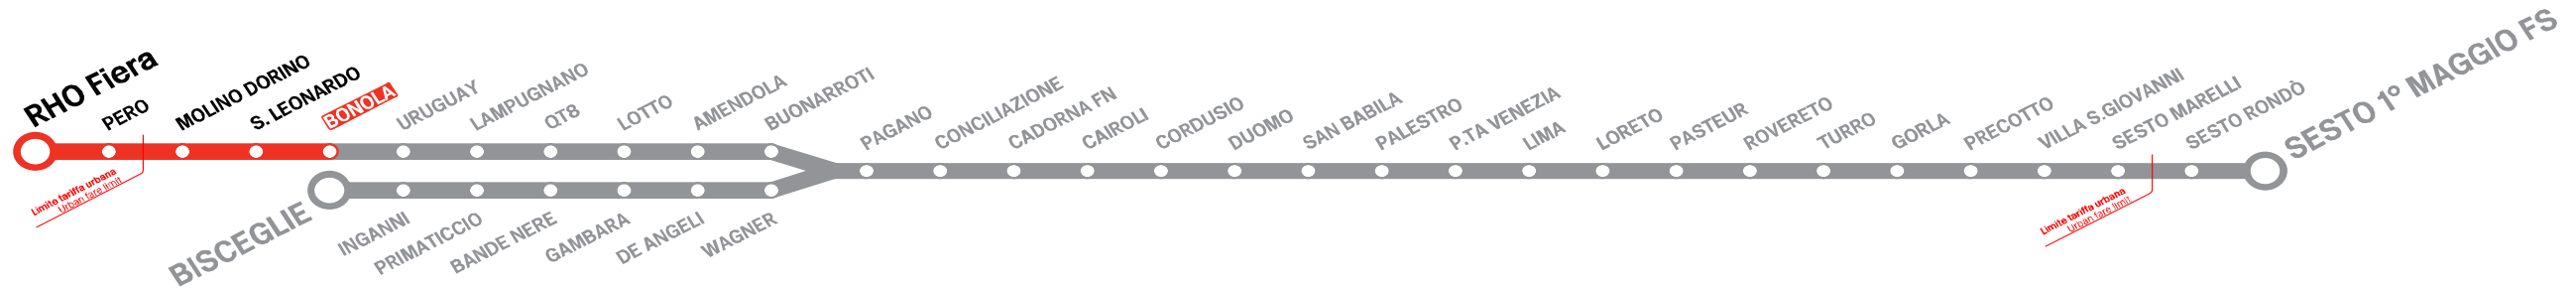 RHO Fiera
PERO
MOLINO DORINO
S. LEONARDO
BONOLA
URUGUAY
LAMPUGNANO
QT8
LOTTO
AMENDOLA
BUONARROTI
PAGANO
CONCILIAZIONE
CADORNA FN
CAIROLI
CORDUSIO
DUOMO
SAN BABILA
PALESTRO
P.TA VENEZIA
LIMA
LORETO
PASTEUR
ROVERETO
TURRO
GORLA
PRECOTTO
VILLA S.GIOVANNI
SESTO MARELLI
SESTO RONDÒ
SESTO 1° MAGGIO FS
Limite tariffa urbana
Urban fare limit
BISCEGLIE
INGANNI
PRIMATICCIO
BANDE NERE
GAMBARA
DE ANGELI
WAGNER
Limite tariffa urbana
Urban fare limit